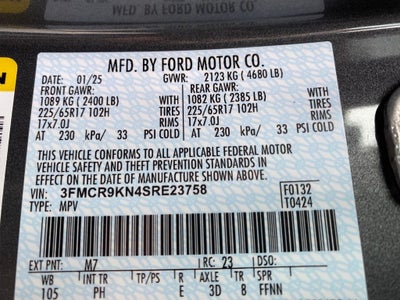 MFD. BY FORD MOTOR CO.
DATE: 01/25 GVWR: 2123 KG (4680 LB)
FRONT GAWR: REAR GAWR:
1089 KG (2400 LB) 1082 KG (2385 LB)
225/65R17 102H TIRES 225/65R17 102H
17x7.0J RIMS 17x7.0J
AT 230 kPa/ 33 PSI COLD AT 230 kPa/ 33 PSI COLD
THIS VEHICLE CONFORMS TO ALL APPLICABLE FEDERAL MOTOR
VEHICLE SAFETY AND THEFT PREVENTION STANDARDS IN
EFFECT ON THE DATE OF MANUFACTURE SHOWN ABOVE.
VIN: 3FMCR9KN4SRE23758 F0132
TYPE: MPV T0424
EXT PNT: M7 RC: 23 DSO:
WB INT TR TP/PS R AXLE TR SPR
105 PH E 3D 8 FFNN